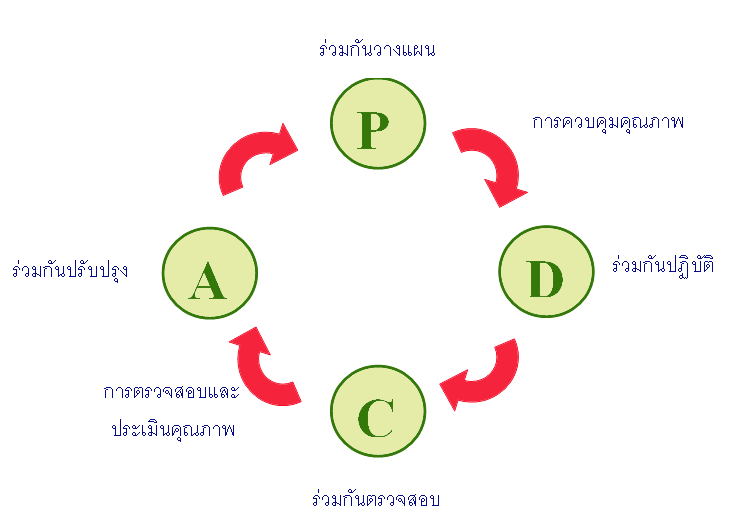 ร่วมกันวางแผน
P
การควบคุมคุณภาพ
A
D
ร่วมกันปรับปรุง
ร่วมกันปฏิบัติ
การตรวจสอบและ
ประเมินคุณภาพ
C
ร่วมกันตรวจสอบ